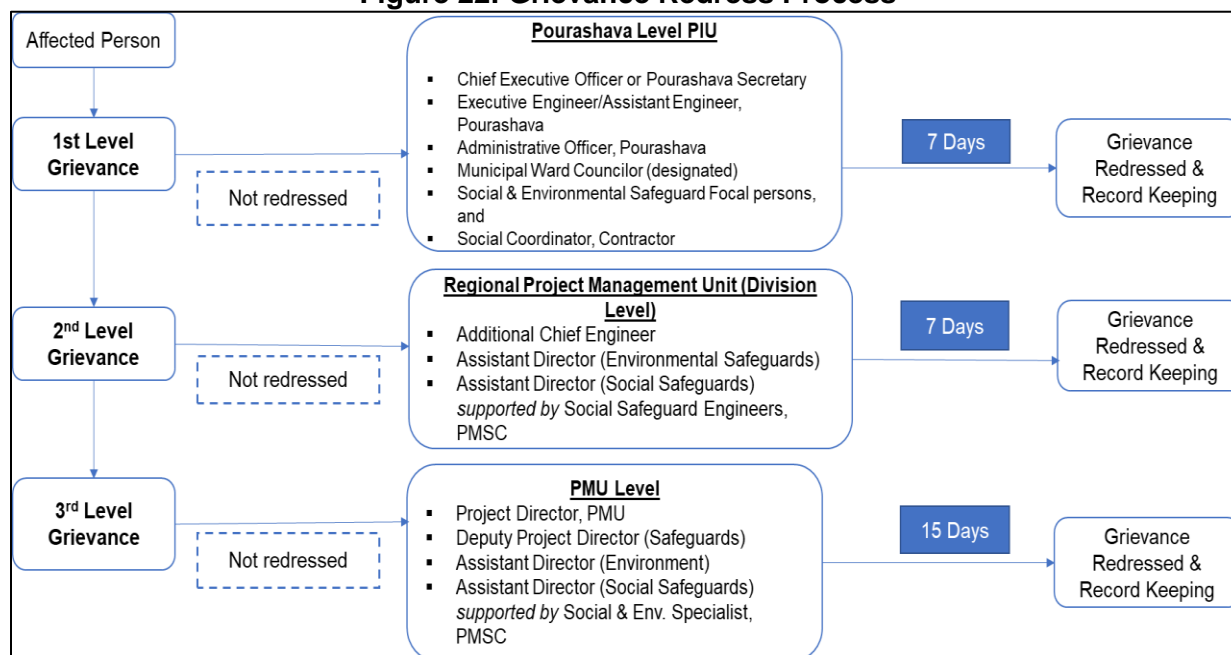 Figure 22: Grievance Redress Process
Affected Person
Pourashava Level PIU
▪ Chief Executive Officer or Pourashava Secretary
▪ Executive Engineer/Assistant Engineer,
Pourashava
▪ Administrative Officer, Pourashava
▪ Municipal Ward Councilor (designated)
▪ Social & Environmental Safeguard Focal persons,
and
▪ Social Coordinator, Contractor
1st Level
Grievance
Not redressed
7 Days
Grievance
Redressed &
Record Keeping
Regional Project Management Unit (Division
Level)
▪ Additional Chief Engineer
▪ Assistant Director (Environmental Safeguards)
▪ Assistant Director (Social Safeguards)
supported by Social Safeguard Engineers,
PMSC
2nd Level
Grievance
Not redressed
7 Days
Grievance
Redressed &
Record Keeping
PMU Level
▪ Project Director, PMU
▪ Deputy Project Director (Safeguards)
▪ Assistant Director (Environment)
▪ Assistant Director (Social Safeguards)
supported by Social & Env. Specialist,
PMSC
3rd Level
Grievance
Not redressed
15 Days
Grievance
Redressed &
Record Keeping